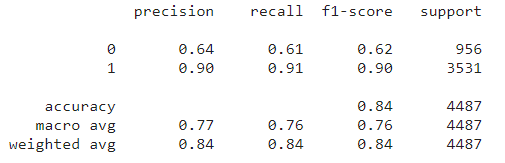 precision recall f1-score support
0 0.64 0.61 0.62 956
1 0.90 0.91 0.90 3531
accuracy 0.84 4487
macro avg 0.77 0.76 0.76 4487
weighted avg 0.84 0.84 0.84 4487